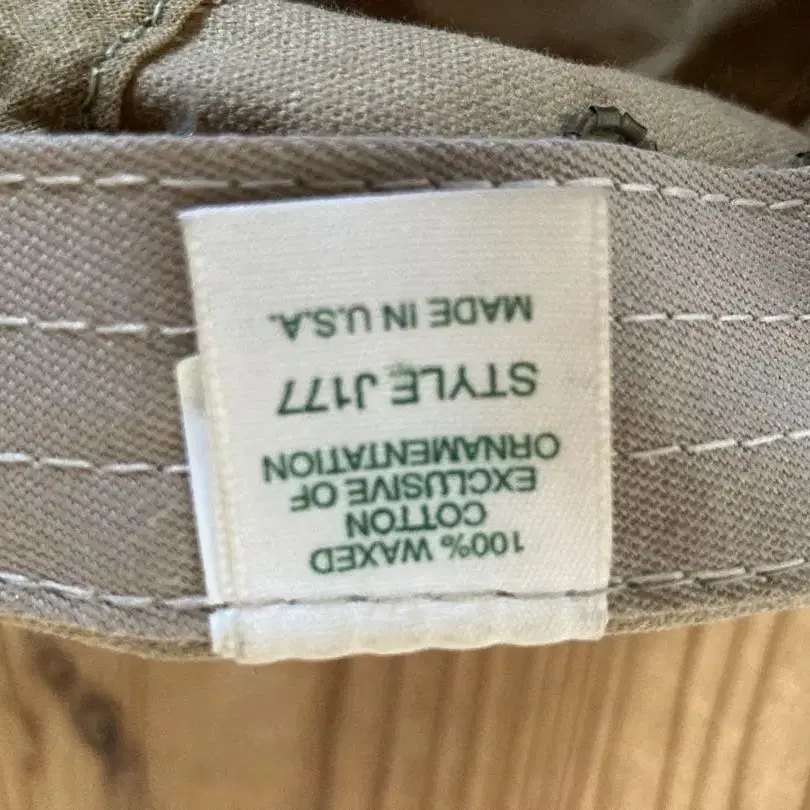 100% WAXED
COTTON
EXCLUSIVE OF
ORNAMENTATION
STYLE J177
MADE IN U.S.A.